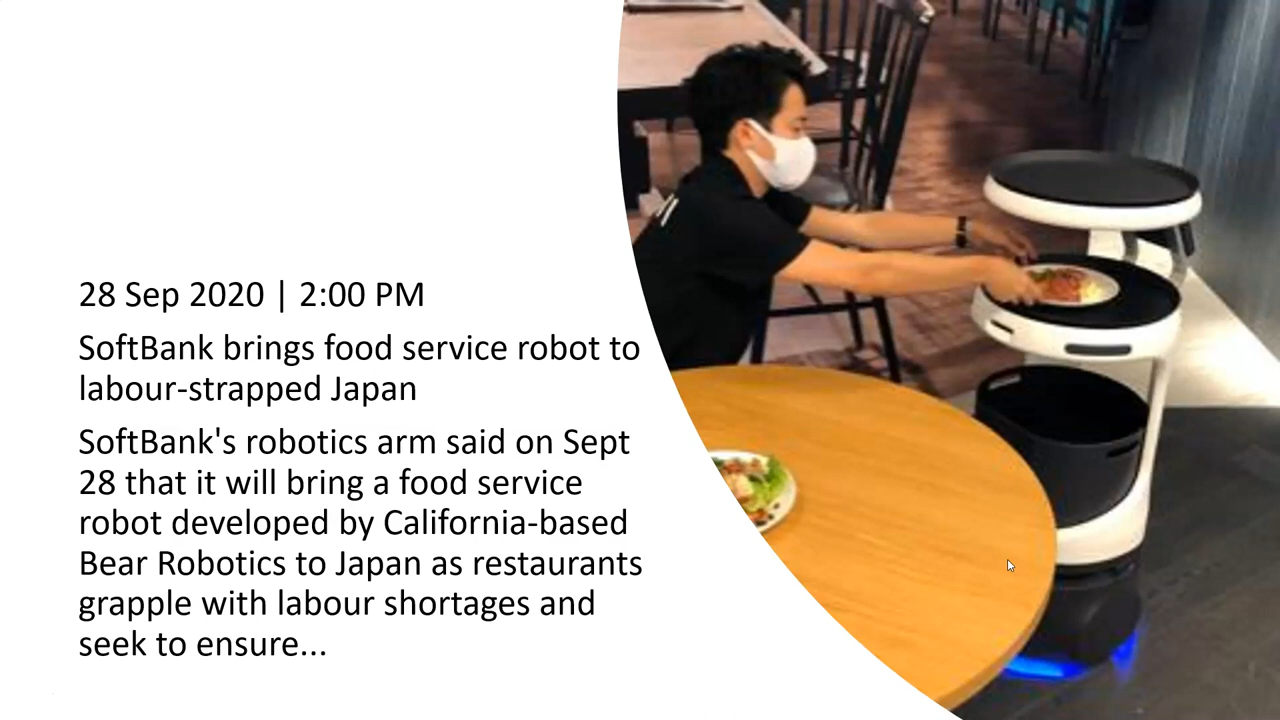 28 Sep 2020 | 2:00 PM
SoftBank brings food service robot to
labour-strapped Japan
SoftBank's robotics arm said on Sept
28 that it will bring a food service
robot developed by California-based
Bear Robotics to Japan as restaurants
grapple with labour shortages and
seek to ensure...